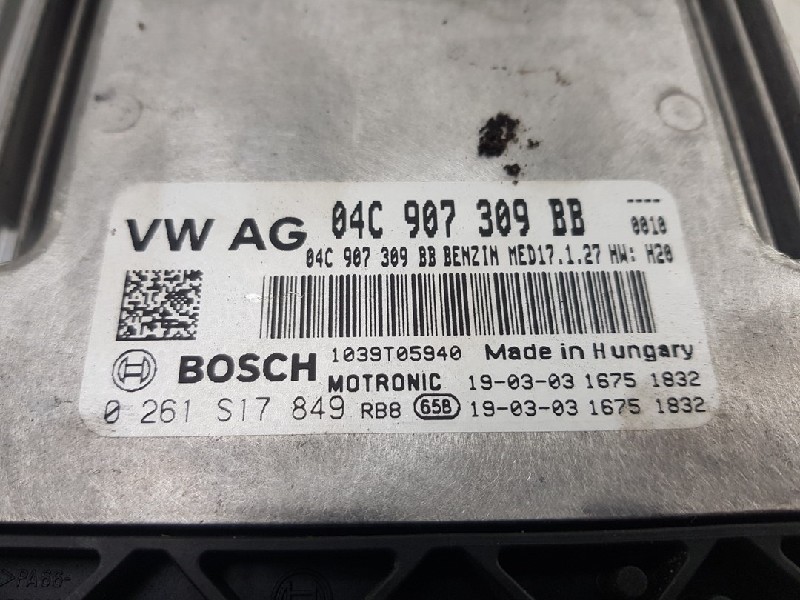 VW AG 04C 907 309 BB ----
0010
04C 907 309 BB BENZIN MED17.1.27 HW: H20
BOSCH 1039T05940 Made in Hungary
MOTRONIC 19-03-03 1675 1832
0 261 S17 849 RB8 65B 19-03-03 1675 1832